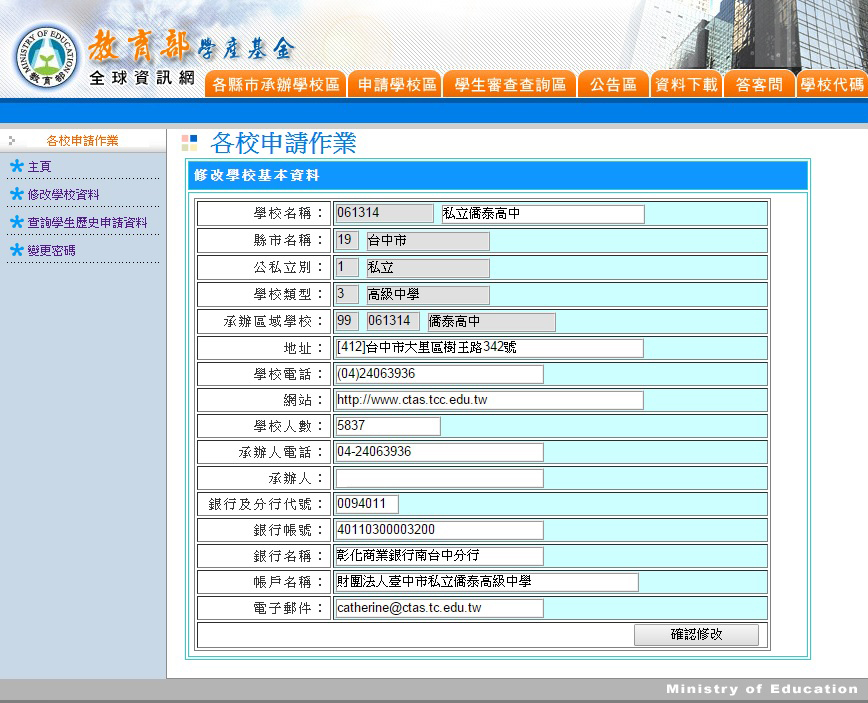 MINISTRY OF EDUCATION
教育部
教育部學產基金
全球資訊網
各縣市承辦學校區 申請學校區 學生審查查詢區 公告區 資料下載 答客問 學校代碼
各校申請作業
主頁
修改學校資料
查詢學生歷史申請資料
變更密碼
各校申請作業
修改學校基本資料
學校名稱： 061314 私立僑泰高中
縣市名稱： 19 台中市
公私立別： 1 私立
學校類型： 3 高級中學
承辦區域學校： 99 061314 僑泰高中
地址： [412]台中市大里區樹王路342號
學校電話： (04)24063936
網站： http://www.ctas.tcc.edu.tw
學校人數： 5837
承辦人電話： 04-24063936
承辦人：
銀行及分行代號： 0094011
銀行帳號： 40110300003200
銀行名稱： 彰化商業銀行南台中分行
帳戶名稱： 財團法人臺中市私立僑泰高級中學
電子郵件： catherine@ctas.tc.edu.tw
確認修改
Ministry of Education